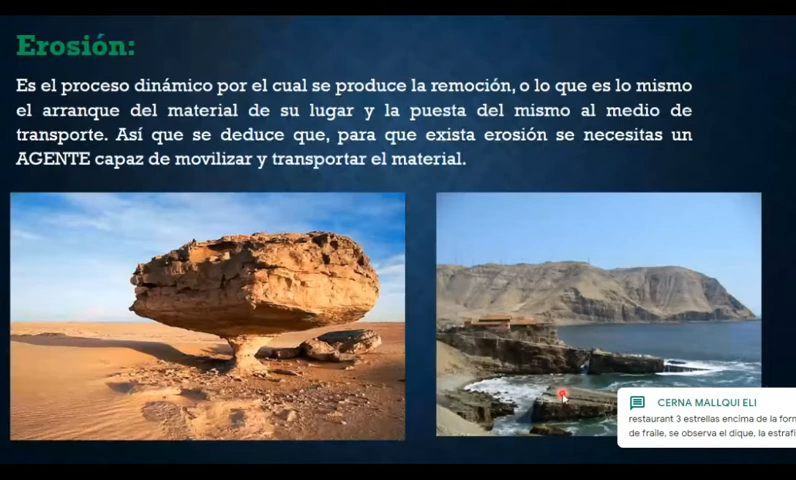 Erosión:
Es el proceso dinámico por el cual se produce la remoción, o lo que es lo mismo
el arranque del material de su lugar y la puesta del mismo al medio de
transporte. Así que se deduce que, para que exista erosión se necesitas un
AGENTE capaz de movilizar y transportar el material.
CERNA MALLQUI ELI
restaurant 3 estrellas encima de la forn
de fraile, se observa el dique, la estrafi